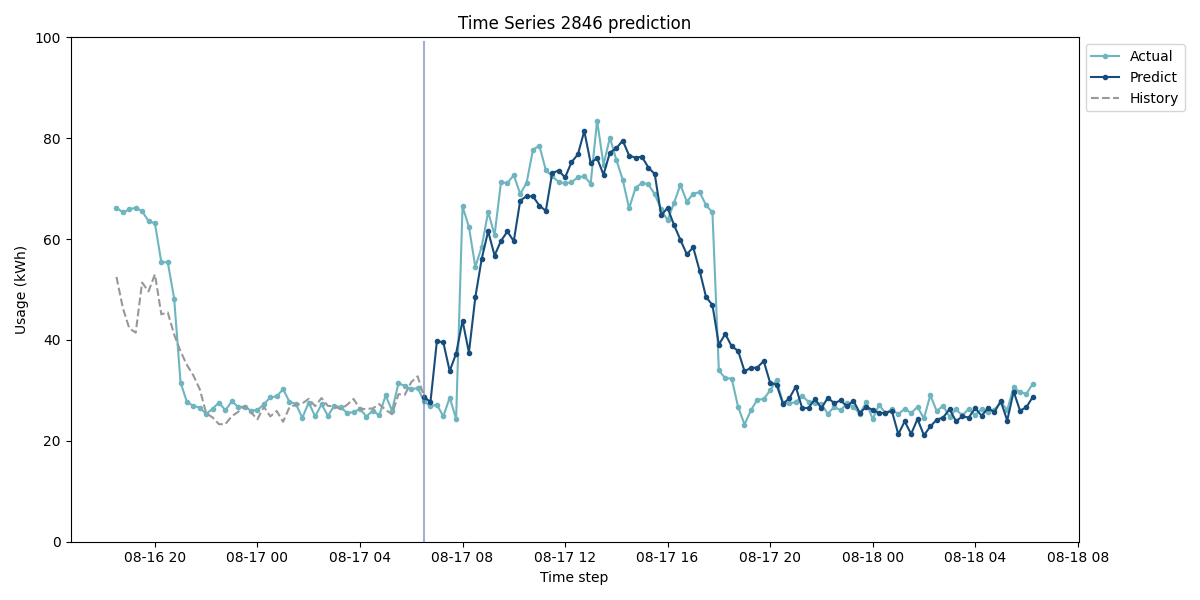 Time Series 2846 prediction
Actual
Predict
History
Usage (kWh)
100
80
60
40
20
0
08-16 20
08-17 00
08-17 04
08-17 08
08-17 12
08-17 16
08-17 20
08-18 00
08-18 04
08-18 08
Time step